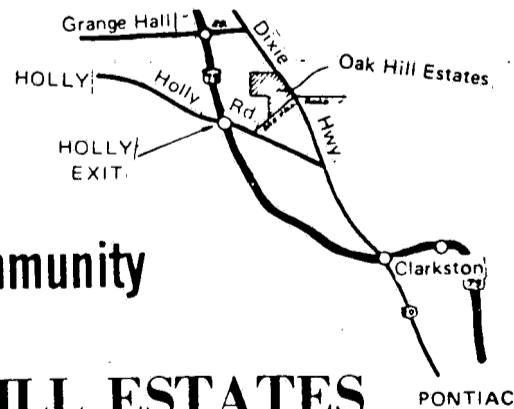 Grange Hall
Dixie
Hwy.
Oak Hill Estates
HOLLY
Holly Rd.
HOLLY
EXIT
Clarkston
mmunity
ILL ESTATES
PONTIAC